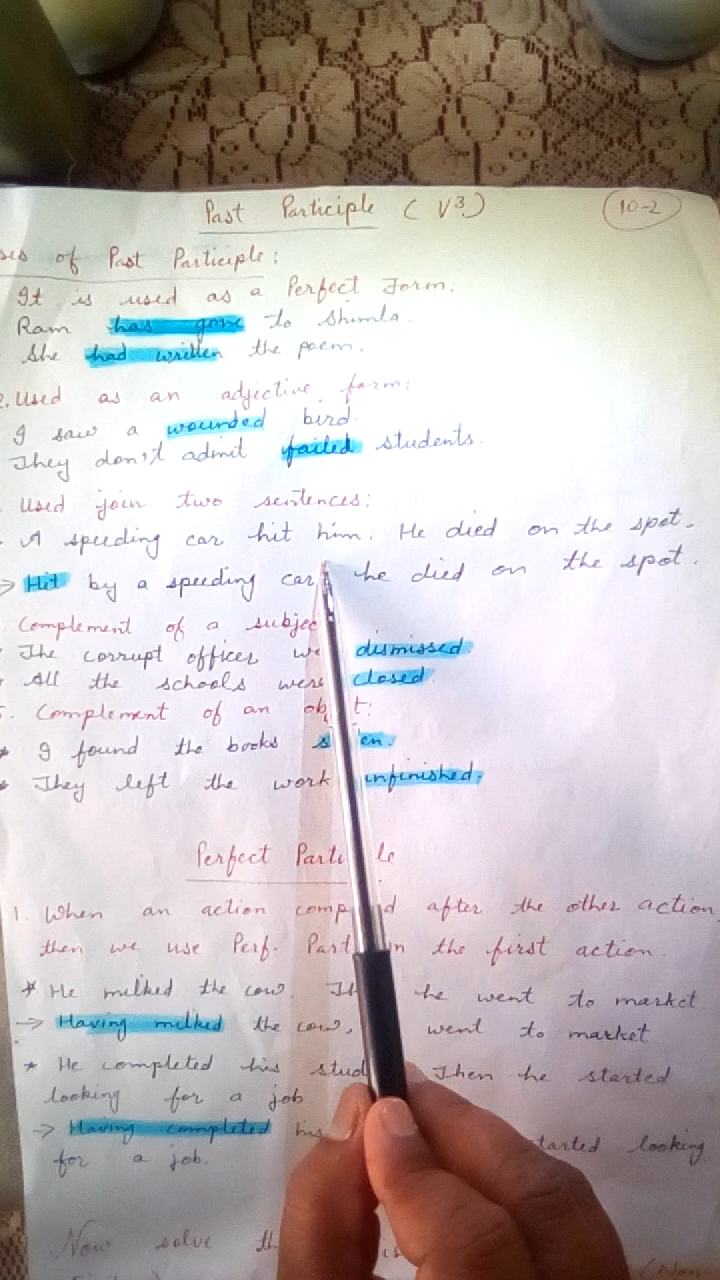 Past Participle (V3)
10-2
of Past Participle:
It is used as a Perfect Form.
Ram has gone to Shimla.
She had written the poem.
2. Used as an adjective form:
I saw a wounded bird.
They don't admit failed students.
Used join two sentences:
A speeding car hit him. He died on the spot.
→ Hit by a speeding car he died on the spot.
Complement of a
The corrupt officer dismissed
All the schools were closed.
Complement of an
* I found the books
* They left the work unfinished.
Perfect
1. When an action after the other action
then we use Perf. in the first action.
* He milked the cow. he went to market
→ Having milked the cow, went to market
* He completed his Then he started
looking for a job
→ Having completed his started looking
for a job.
Now solve